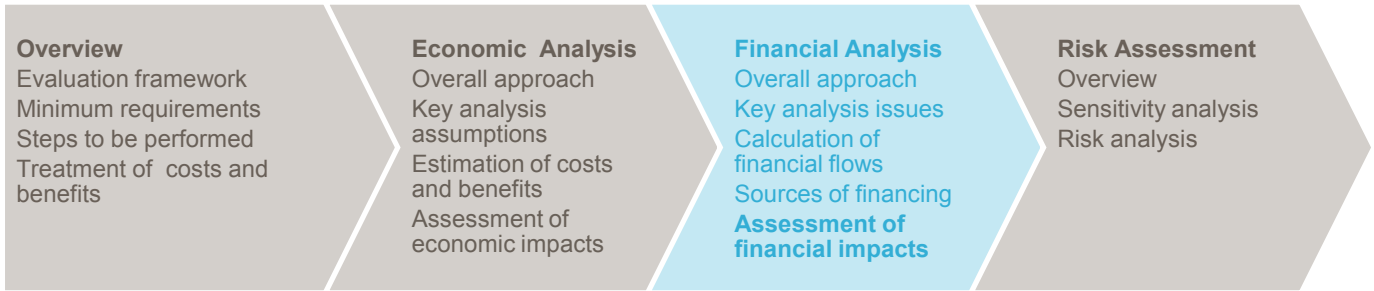 Overview
Evaluation framework
Minimum requirements
Steps to be performed
Treatment of costs and
benefits
Economic Analysis
Overall approach
Key analysis
assumptions
Estimation of costs
and benefits
Assessment of
economic impacts
Financial Analysis
Overall approach
Key analysis issues
Calculation of
financial flows
Sources of financing
Assessment of
financial impacts
Risk Assessment
Overview
Sensitivity analysis
Risk analysis